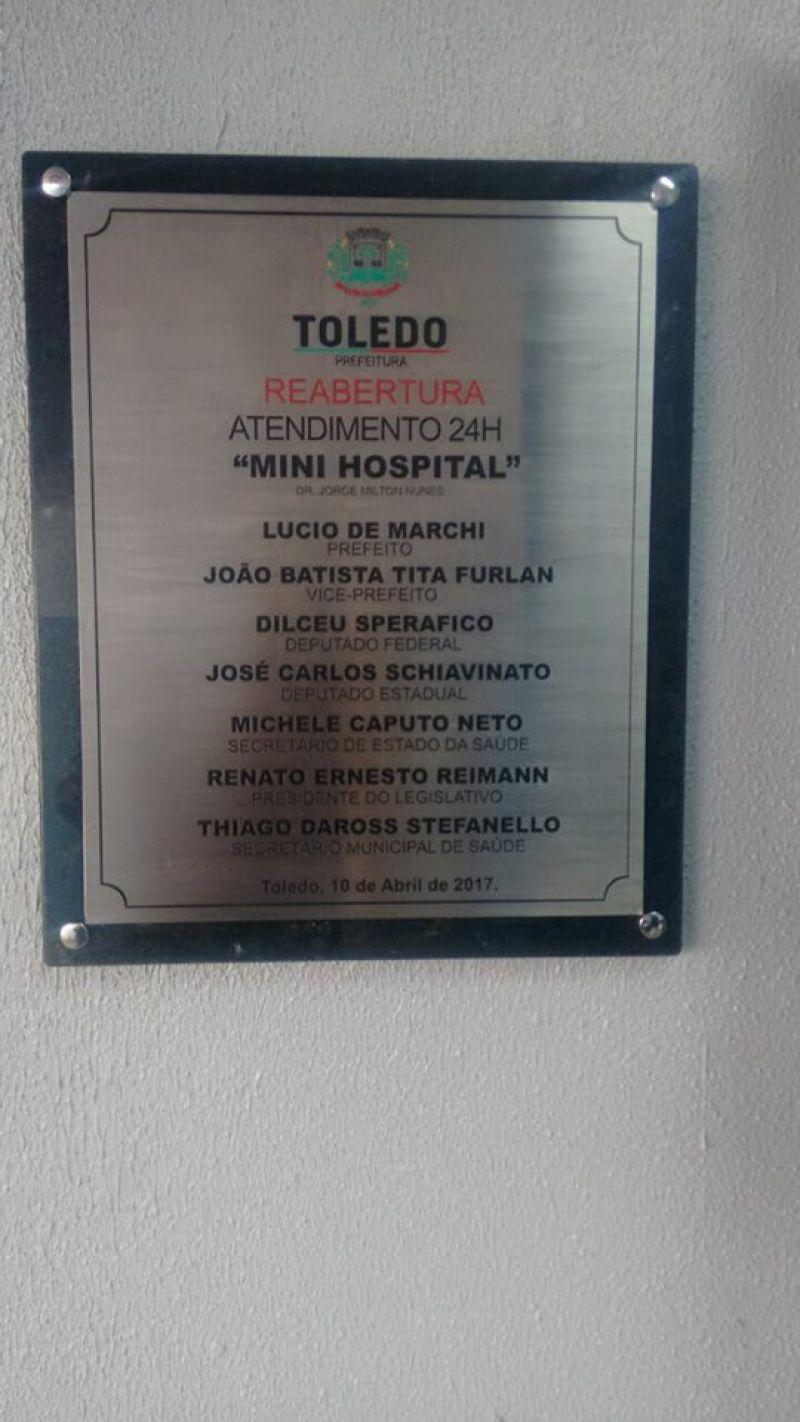 TOLEDO
PREFEITURA
REABERTURA
ATENDIMENTO 24H
“MINI HOSPITAL”
DR. JORGE MILTON NUNES
LUCIO DE MARCHI
PREFEITO
JOÃO BATISTA TITA FURLAN
VICE-PREFEITO
DILCEU SPERAFICO
DEPUTADO FEDERAL
JOSÉ CARLOS SCHIAVINATO
DEPUTADO ESTADUAL
MICHELE CAPUTO NETO
SECRETÁRIO DE ESTADO DA SAÚDE
RENATO ERNESTO REIMANN
PRESIDENTE DO LEGISLATIVO
THIAGO DAROSS STEFANELLO
SECRETÁRIO MUNICIPAL DE SAÚDE
Toledo, 10 de Abril de 2017.